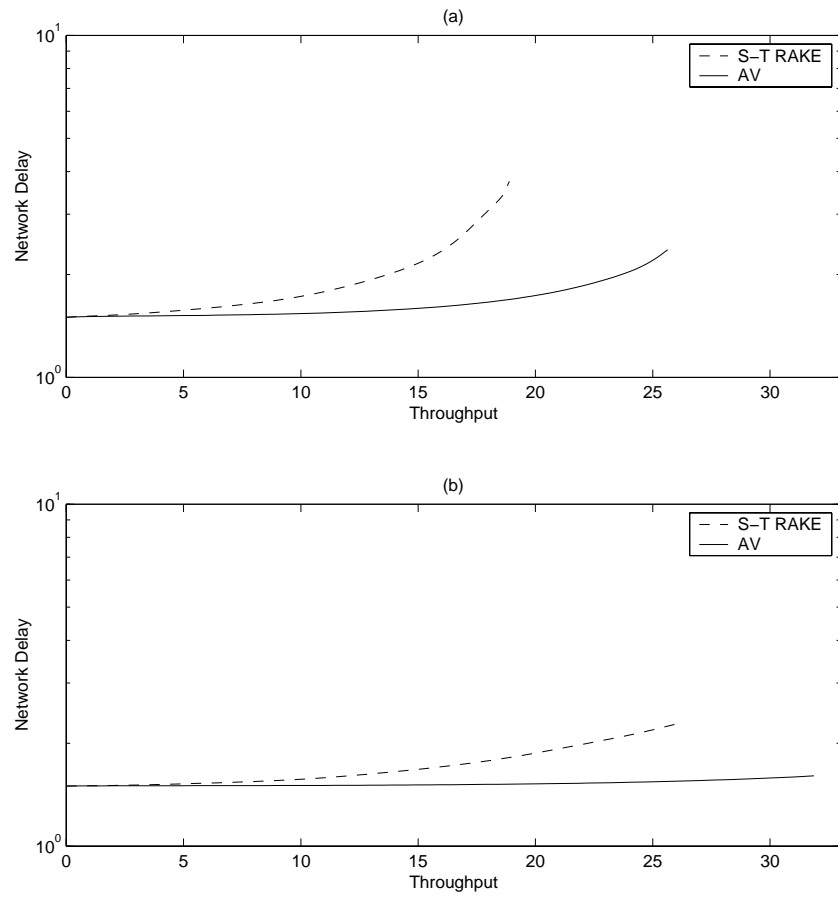 (a)
10^1
S-T RAKE
AV
Network Delay
10^0
0 5 10 15 20 25 30
Throughput
(b)
10^1
S-T RAKE
AV
Network Delay
10^0
0 5 10 15 20 25 30
Throughput